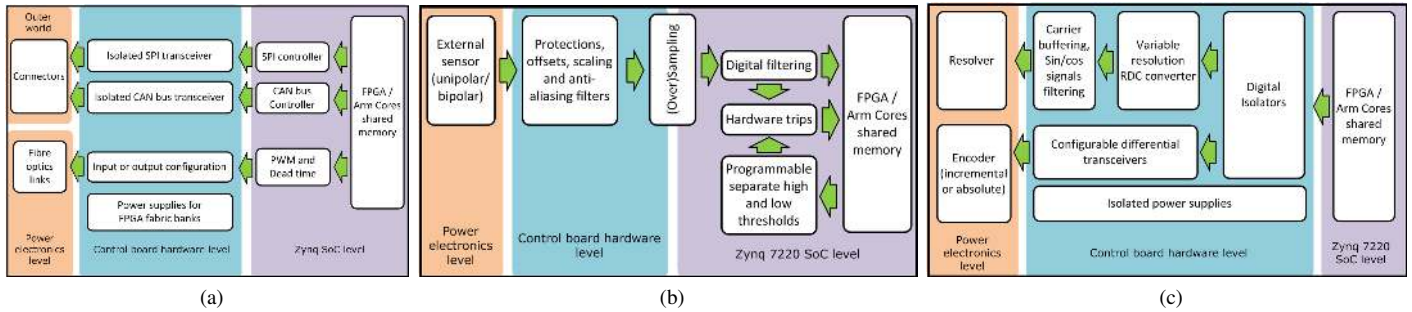 Outer
world
Connectors
Isolated SPI transceiver
SPI controller
Isolated CAN bus transceiver
CAN bus
Controller
FPGA /
Arm Cores
shared
memory
Fibre
optics
links
Input or output configuration
PWM and
Dead time
Power supplies for
FPGA fabric banks
Power
electronics
level
Control board hardware level
Zynq SoC level
(a)
External
sensor
(unipolar/
bipolar)
Protections,
offsets, scaling
and anti-
aliasing filters
(Over)Sampling
Digital filtering
Hardware trips
Programmable
separate high
and low
thresholds
FPGA /
Arm Cores
shared
memory
Power
electronics
level
Control board hardware
level
Zynq 7220 SoC level
(b)
Resolver
Carrier
buffering,
Sin/cos
signals
filtering
Variable
resolution
RDC converter
Digital
Isolators
FPGA /
Arm Cores
shared
memory
Encoder
(incremental
or absolute)
Configurable differential
transceivers
Isolated power supplies
Power
electronics
level
Control board hardware level
Zynq 7220
SoC level
(c)